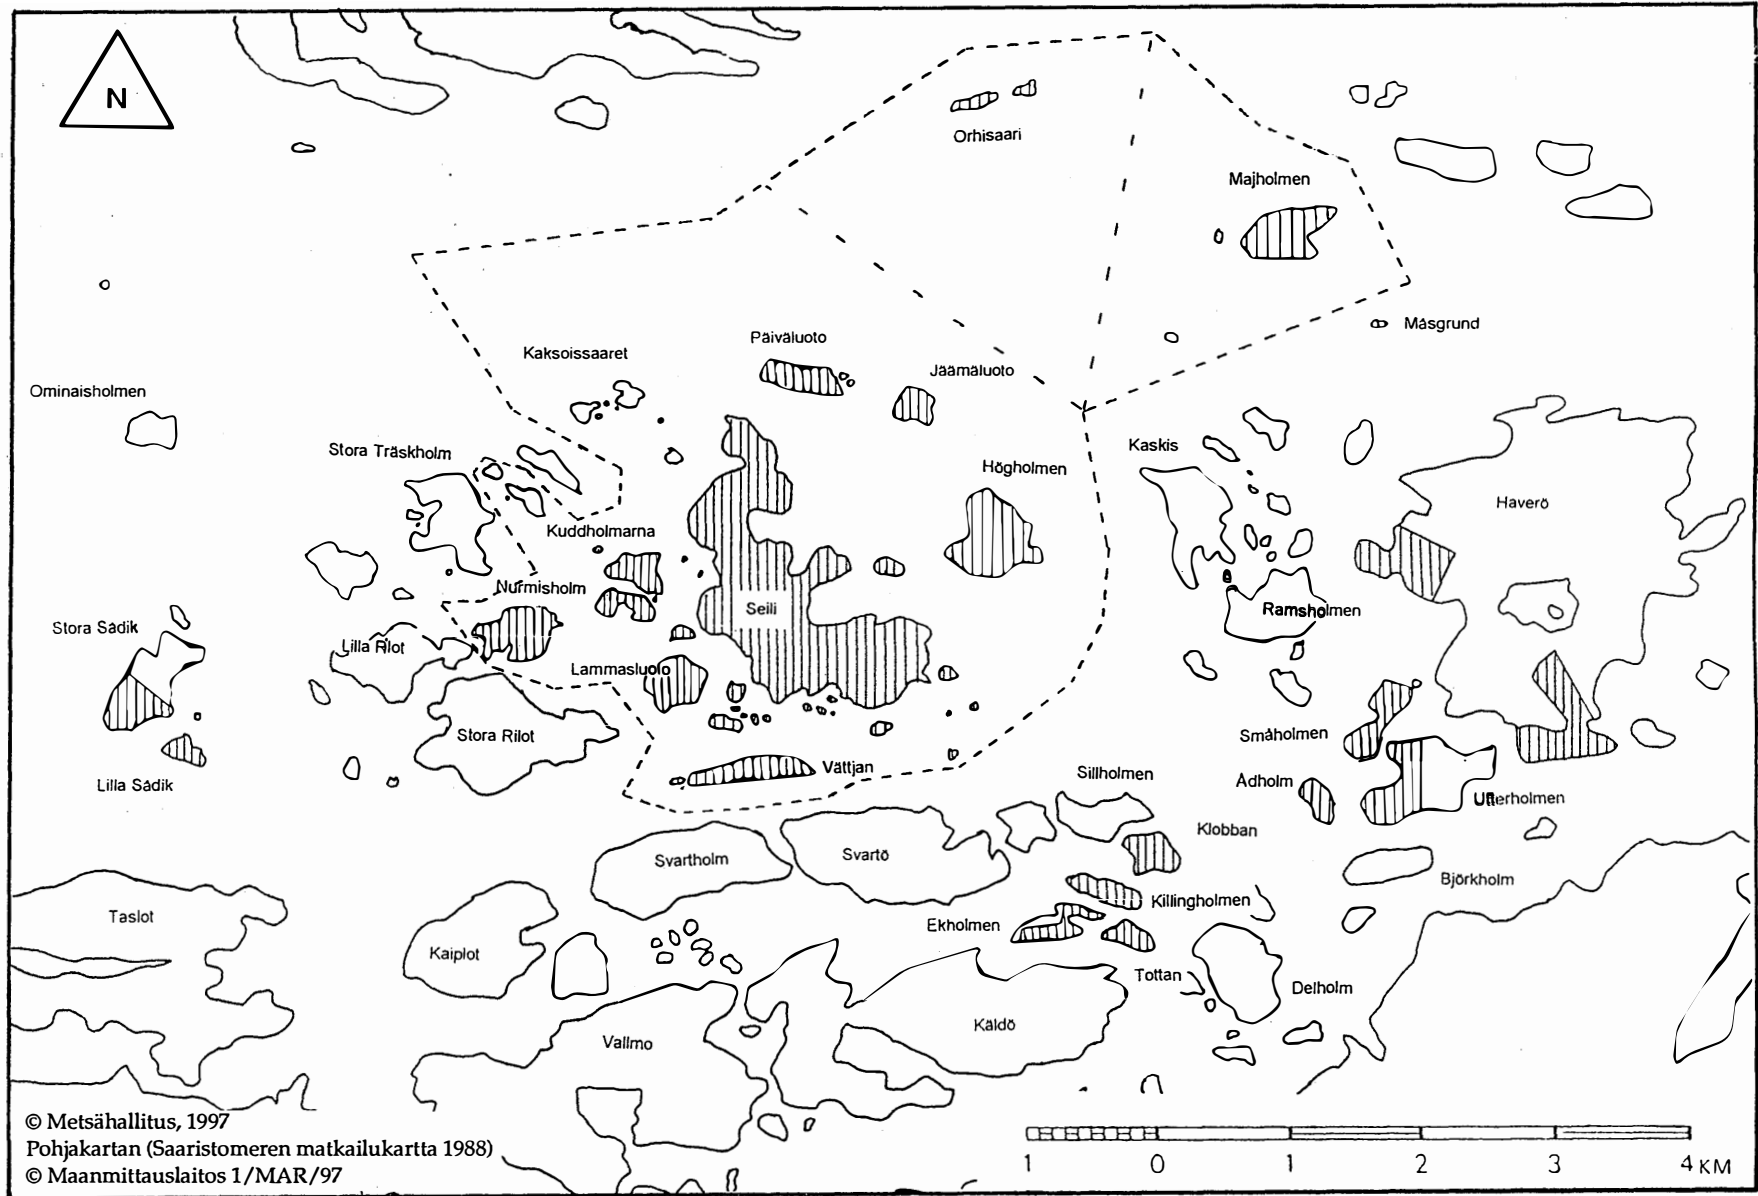 N
Orhisaari
Majholmen
Måsgrund
Päiväluoto
Kaksoissaaret
Jäämäluoto
Ominaisholmen
Stora Träskholm
Kaskis
Högholmen
Haverö
Kuddholmarna
Nurmisholm
Seili
Ramsholmen
Stora Sådik
Lilla Rlot
Lammasluoto
Stora Rilot
Småholmen
Vättjan
Sillholmen
Ådholm
Lilla Sådik
Utterholmen
Klobban
Svartholm
Svartö
Björkholm
Killingholmen
Taslot
Ekholmen
Kaiplot
Tottan
Delholm
Käldö
Vallmo
© Metsähallitus, 1997
Pohjakartan (Saaristomeren matkailukartta 1988)
© Maanmittauslaitos 1/MAR/97
1 0 1 2 3 4 KM